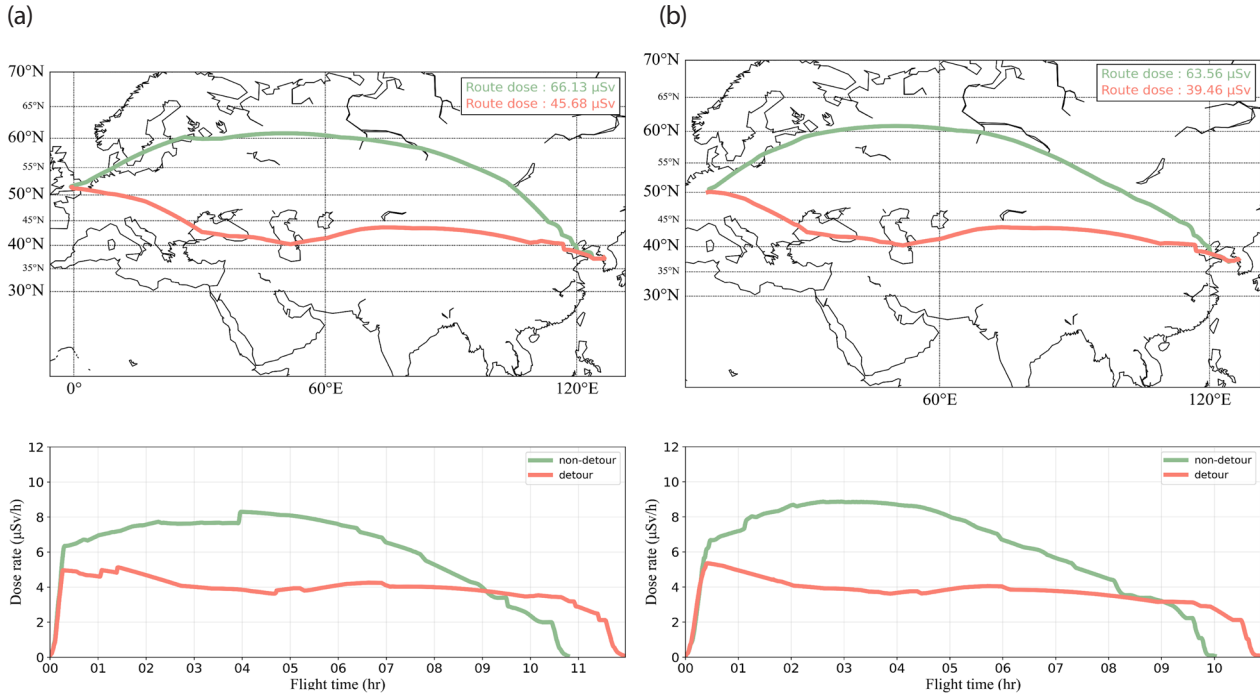 (a)
70°N
65°N
60°N
55°N
50°N
45°N
40°N
35°N
30°N
0°
60°E
120°E
Route dose : 66.13 µSv
Route dose : 45.68 µSv
(b)
70°N
65°N
60°N
55°N
50°N
45°N
40°N
35°N
30°N
60°E
120°E
Route dose : 63.56 µSv
Route dose : 39.46 µSv
Dose rate (µSv/h)
12
10
8
6
4
2
0
00 01 02 03 04 05 06 07 08 09 10 11
Flight time (hr)
non-detour
detour
Dose rate (µSv/h)
12
10
8
6
4
2
0
00 01 02 03 04 05 06 07 08 09 10
Flight time (hr)
non-detour
detour